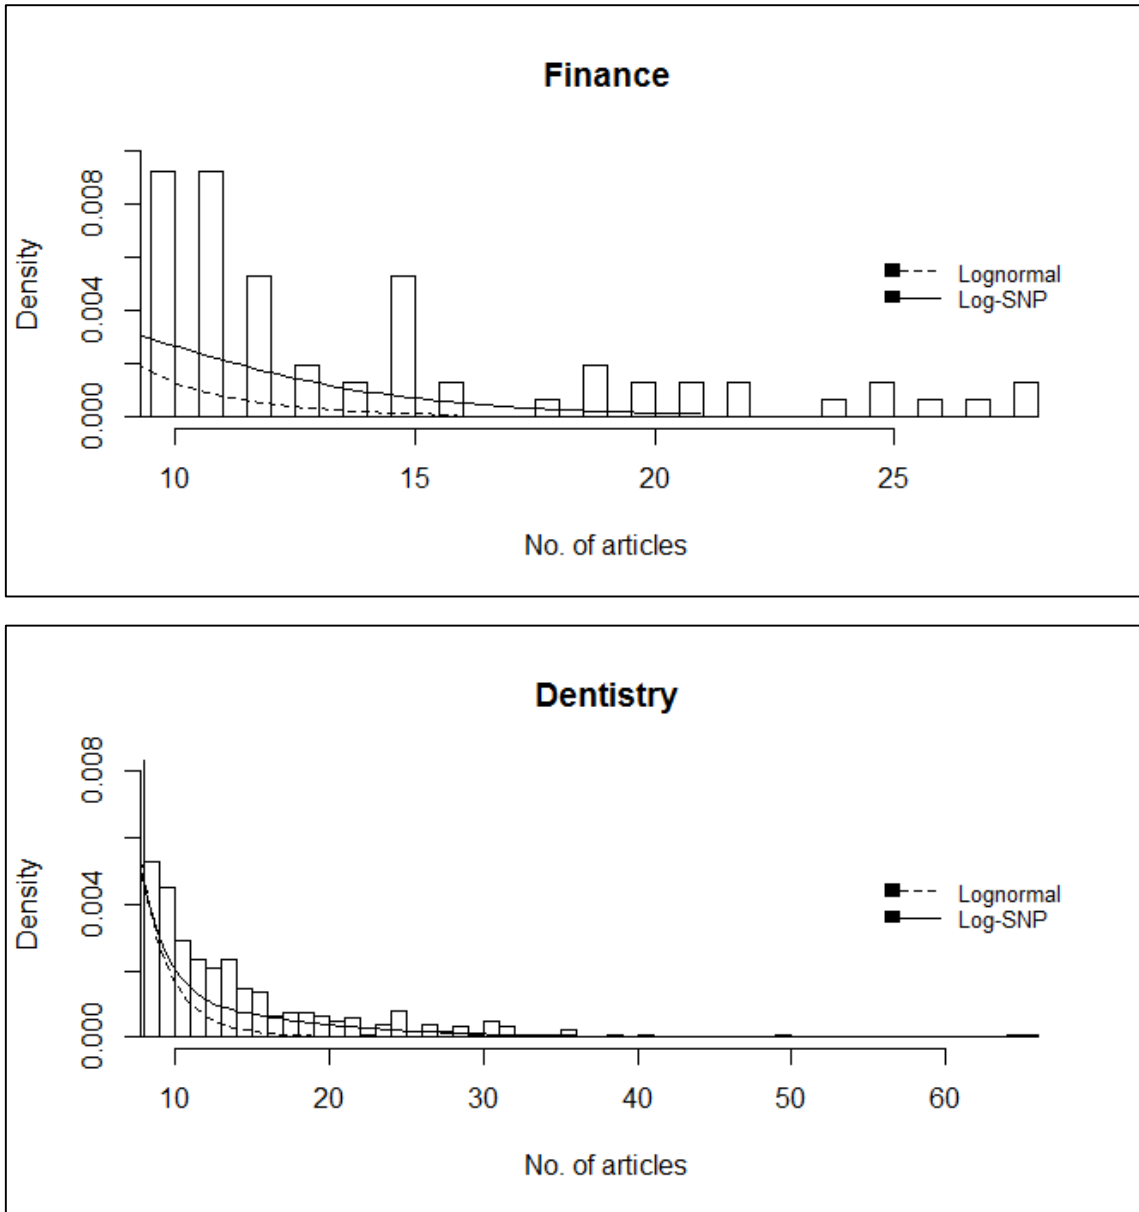 Finance
Density
0.008
0.004
0.000
Lognormal
Log-SNP
10 15 20 25
No. of articles
Dentistry
Density
0.008
0.004
0.000
Lognormal
Log-SNP
10 20 30 40 50 60
No. of articles